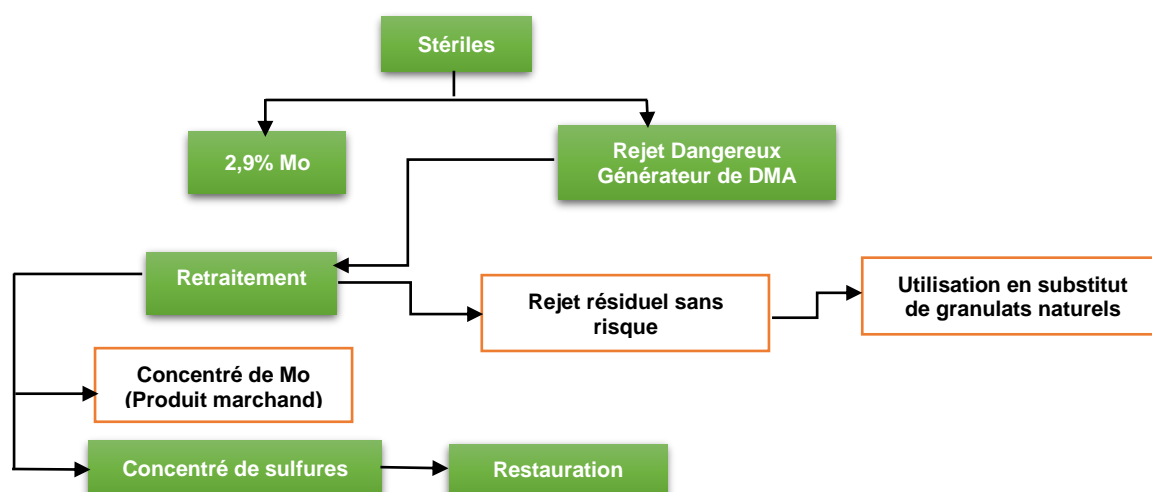 Stériles
2,9% Mo
Rejet Dangereux
Générateur de DMA
Retraitement
Rejet résiduel sans
risque
Utilisation en substitut
de granulats naturels
Concentré de Mo
(Produit marchand)
Concentré de sulfures
Restauration